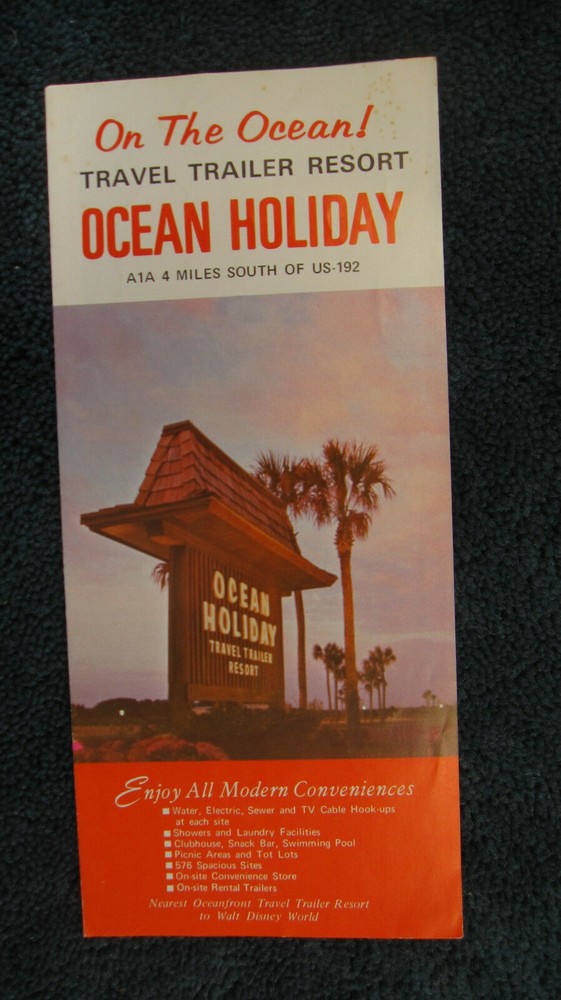 On The Ocean!
TRAVEL TRAILER RESORT
OCEAN HOLIDAY
A1A 4 MILES SOUTH OF US-192
OCEAN
HOLIDAY
TRAVEL TRAILER
RESORT
Enjoy All Modern Conveniences
■ Water, Electric, Sewer and TV Cable Hook-ups
at each site
■ Showers and Laundry Facilities
■ Clubhouse, Snack Bar, Swimming Pool
■ Picnic Areas and Tot Lots
■ 576 Spacious Sites
■ On-site Convenience Store
■ On-site Rental Trailers
Nearest Oceanfront Travel Trailer Resort
to Walt Disney World